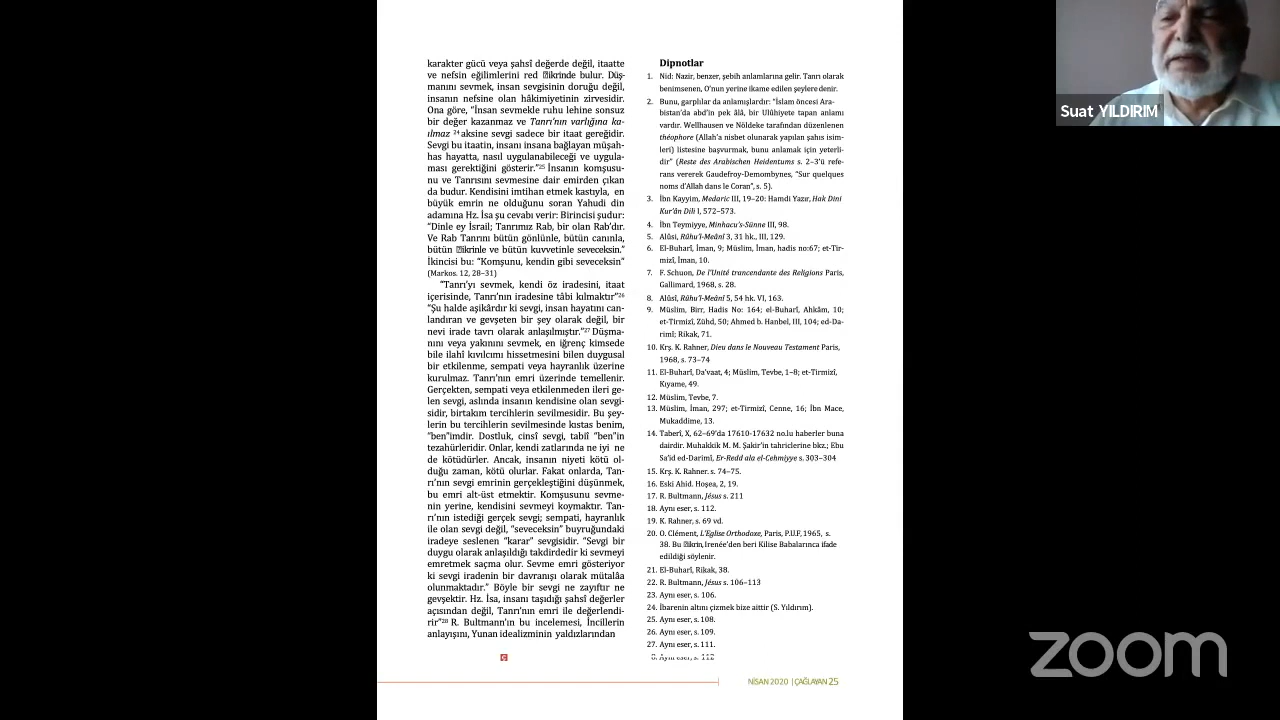 karakter gücü veya şahsî değerde değil, itaatte
ve nefsin eğilimlerini red ikrinde bulur. Düş-
manını sevmek, insan sevgisinin doruğu değil,
insanın nefsine olan hâkimiyetinin zirvesidir.
Ona göre, “İnsan sevmekle ruhu lehine sonsuz
bir değer kazanmaz ve Tanrı’nın varlığına ka-
ılmaz 24 aksine sevgi sadece bir itaat gereğidir.
Sevgi bu itaatin, insanı insana bağlayan müşah-
has hayatta, nasıl uygulanabileceği ve uygula-
ması gerektiğini gösterir.”25 İnsanın komşusu-
nu ve Tanrısını sevmesine dair emirden çıkan
da budur. Kendisini imtihan etmek kastıyla, en
büyük emrin ne olduğunu soran Yahudi din
adamına Hz. İsa şu cevabı verir: Birincisi şudur:
“Dinle ey İsrail; Tanrımız Rab, bir olan Rab’dır.
Ve Rab Tanrını bütün gönlünle, bütün canınla,
bütün ikrinle ve bütün kuvvetinle seveceksin.”
İkincisi bu: “Komşunu, kendin gibi seveceksin”
(Markos. 12, 28–31)
“Tanrı’yı sevmek, kendi öz iradesini, itaat
içerisinde, Tanrı’nın iradesine tâbi kılmaktır”26
“Şu halde aşikârdır ki sevgi, insan hayatını can-
landıran ve gevşeten bir şey olarak değil, bir
nevi irade tavrı olarak anlaşılmıştır.”27 Düşma-
nını veya yakınını sevmek, en iğrenç kimsede
bile ilahî kıvılcımı hissetmesini bilen duygusal
bir etkilenme, sempati veya hayranlık üzerine
kurulmaz. Tanrı’nın emri üzerinde temellenir.
Gerçekten, sempati veya etkilenmeden ileri ge-
len sevgi, aslında insanın kendisine olan sevgi-
sidir, birtakım tercihlerin sevilmesidir. Bu şey-
lerin bu tercihlerin sevilmesinde kıstas benim,
“ben”imdir. Dostluk, cinsî sevgi, tabiî “ben”in
tezahürleridir. Onlar, kendi zatlarında ne iyi ne
de kötüdürler. Ancak, insanın niyeti kötü ol-
duğu zaman, kötü olurlar. Fakat onlarda, Tan-
rı’nın sevgi emrinin gerçekleştiğini düşünmek,
bu emri alt-üst etmektir. Komşusunu sevme-
nin yerine, kendisini sevmeyi koymaktır. Tan-
rı’nın istediği gerçek sevgi; sempati, hayranlık
ile olan sevgi değil, “seveceksin” buyruğundaki
iradeye seslenen “karar” sevgisidir. “Sevgi bir
duygu olarak anlaşıldığı takdirdedir ki sevmeyi
emretmek saçma olur. Sevme emri gösteriyor
ki sevgi iradenin bir davranışı olarak mütalâa
olunmaktadır.” Böyle bir sevgi ne zayıftır ne
gevşektir. Hz. İsa, insanı taşıdığı şahsî değerler
açısından değil, Tanrı’nın emri ile değerlendi-
rir”28 R. Bultmann’ın bu incelemesi, İncillerin
anlayışını, Yunan idealizminin yaldızlarından
Ç
Dipnotlar
1. Nid: Nazir, benzer, şebih anlamlarına gelir. Tanrı olarak
benimsenen, O’nun yerine ikame edilen şeylere denir.
2. Bunu, garplılar da anlamışlardır: “İslam öncesi Ara-
bistan’da abd’in pek âlâ, bir Ulûhiyete tapan anlamı
vardır. Wellhausen ve Nöldeke tarafından düzenlenen
théophore (Allah’a nisbet olunarak yapılan şahıs isim-
leri) listesine başvurmak, bunu anlamak için yeterli-
dir” (Reste des Arabischen Heidentums s. 2–3’ü refe-
rans vererek Gaudefroy-Demombynes, “Sur quelques
noms d’Allah dans le Coran”, s. 5).
3. İbn Kayyim, Medaric III, 19–20: Hamdi Yazır, Hak Dini
Kur’ân Dili I, 572–573.
4. İbn Teymiyye, Minhacu’s-Sünne III, 98.
5. Alûsi, Rûhu’l-Meânî 3, 31 hk., III, 129.
6. El-Buharî, İman, 9; Müslim, İman, hadis no:67; et-Tir-
mizî, İman, 10.
7. F. Schuon, De l’Unité trancendante des Religions Paris,
Gallimard, 1968, s. 28.
8. Alûsî, Rûhu’l-Meânî 5, 54 hk. VI, 163.
9. Müslim, Birr, Hadis No: 164; el-Buharî, Ahkâm, 10;
et-Tirmizî, Zühd, 50; Ahmed b. Hanbel, III, 104; ed-Da-
rimî; Rikak, 71.
10. Krş. K. Rahner, Dieu dans le Nouveau Testament Paris,
1968, s. 73–74
11. El-Buharî, Da’vaat, 4; Müslim, Tevbe, 1–8; et-Tirmizî,
Kıyame, 49.
12. Müslim, Tevbe, 7.
13. Müslim, İman, 297; et-Tirmizî, Cenne, 16; İbn Mace,
Mukaddime, 13.
14. Taberî, X, 62–69’da 17610-17632 no.lu haberler buna
dairdir. Muhakkik M. M. Şakir’in tahriclerine bkz.; Ebu
Sa’id ed-Darimî, Er-Redd ala el-Cehmiyye s. 303–304
15. Krş. K. Rahner. s. 74–75.
16. Eski Ahid. Hoşea, 2, 19.
17. R. Bultmann, Jésus s. 211
18. Aynı eser, s. 112.
19. K. Rahner, s. 69 vd.
20. O. Clément, L’Eglise Orthodoxe, Paris, P.U.F, 1965, s.
38. Bu ikrin, Irenée’den beri Kilise Babalarınca ifade
edildiği söylenir.
21. El-Buharî, Rikak, 38.
22. R. Bultmann, Jésus s. 106–113
23. Aynı eser, s. 106.
24. İbarenin altını çizmek bize aittir (S. Yıldırım).
25. Aynı eser, s. 108.
26. Aynı eser, s. 109.
27. Aynı eser, s. 111.
8. Aynı eser, s. 112
NİSAN 2020 | ÇAĞLAYAN 25
Suat YILDIRIM
zoom